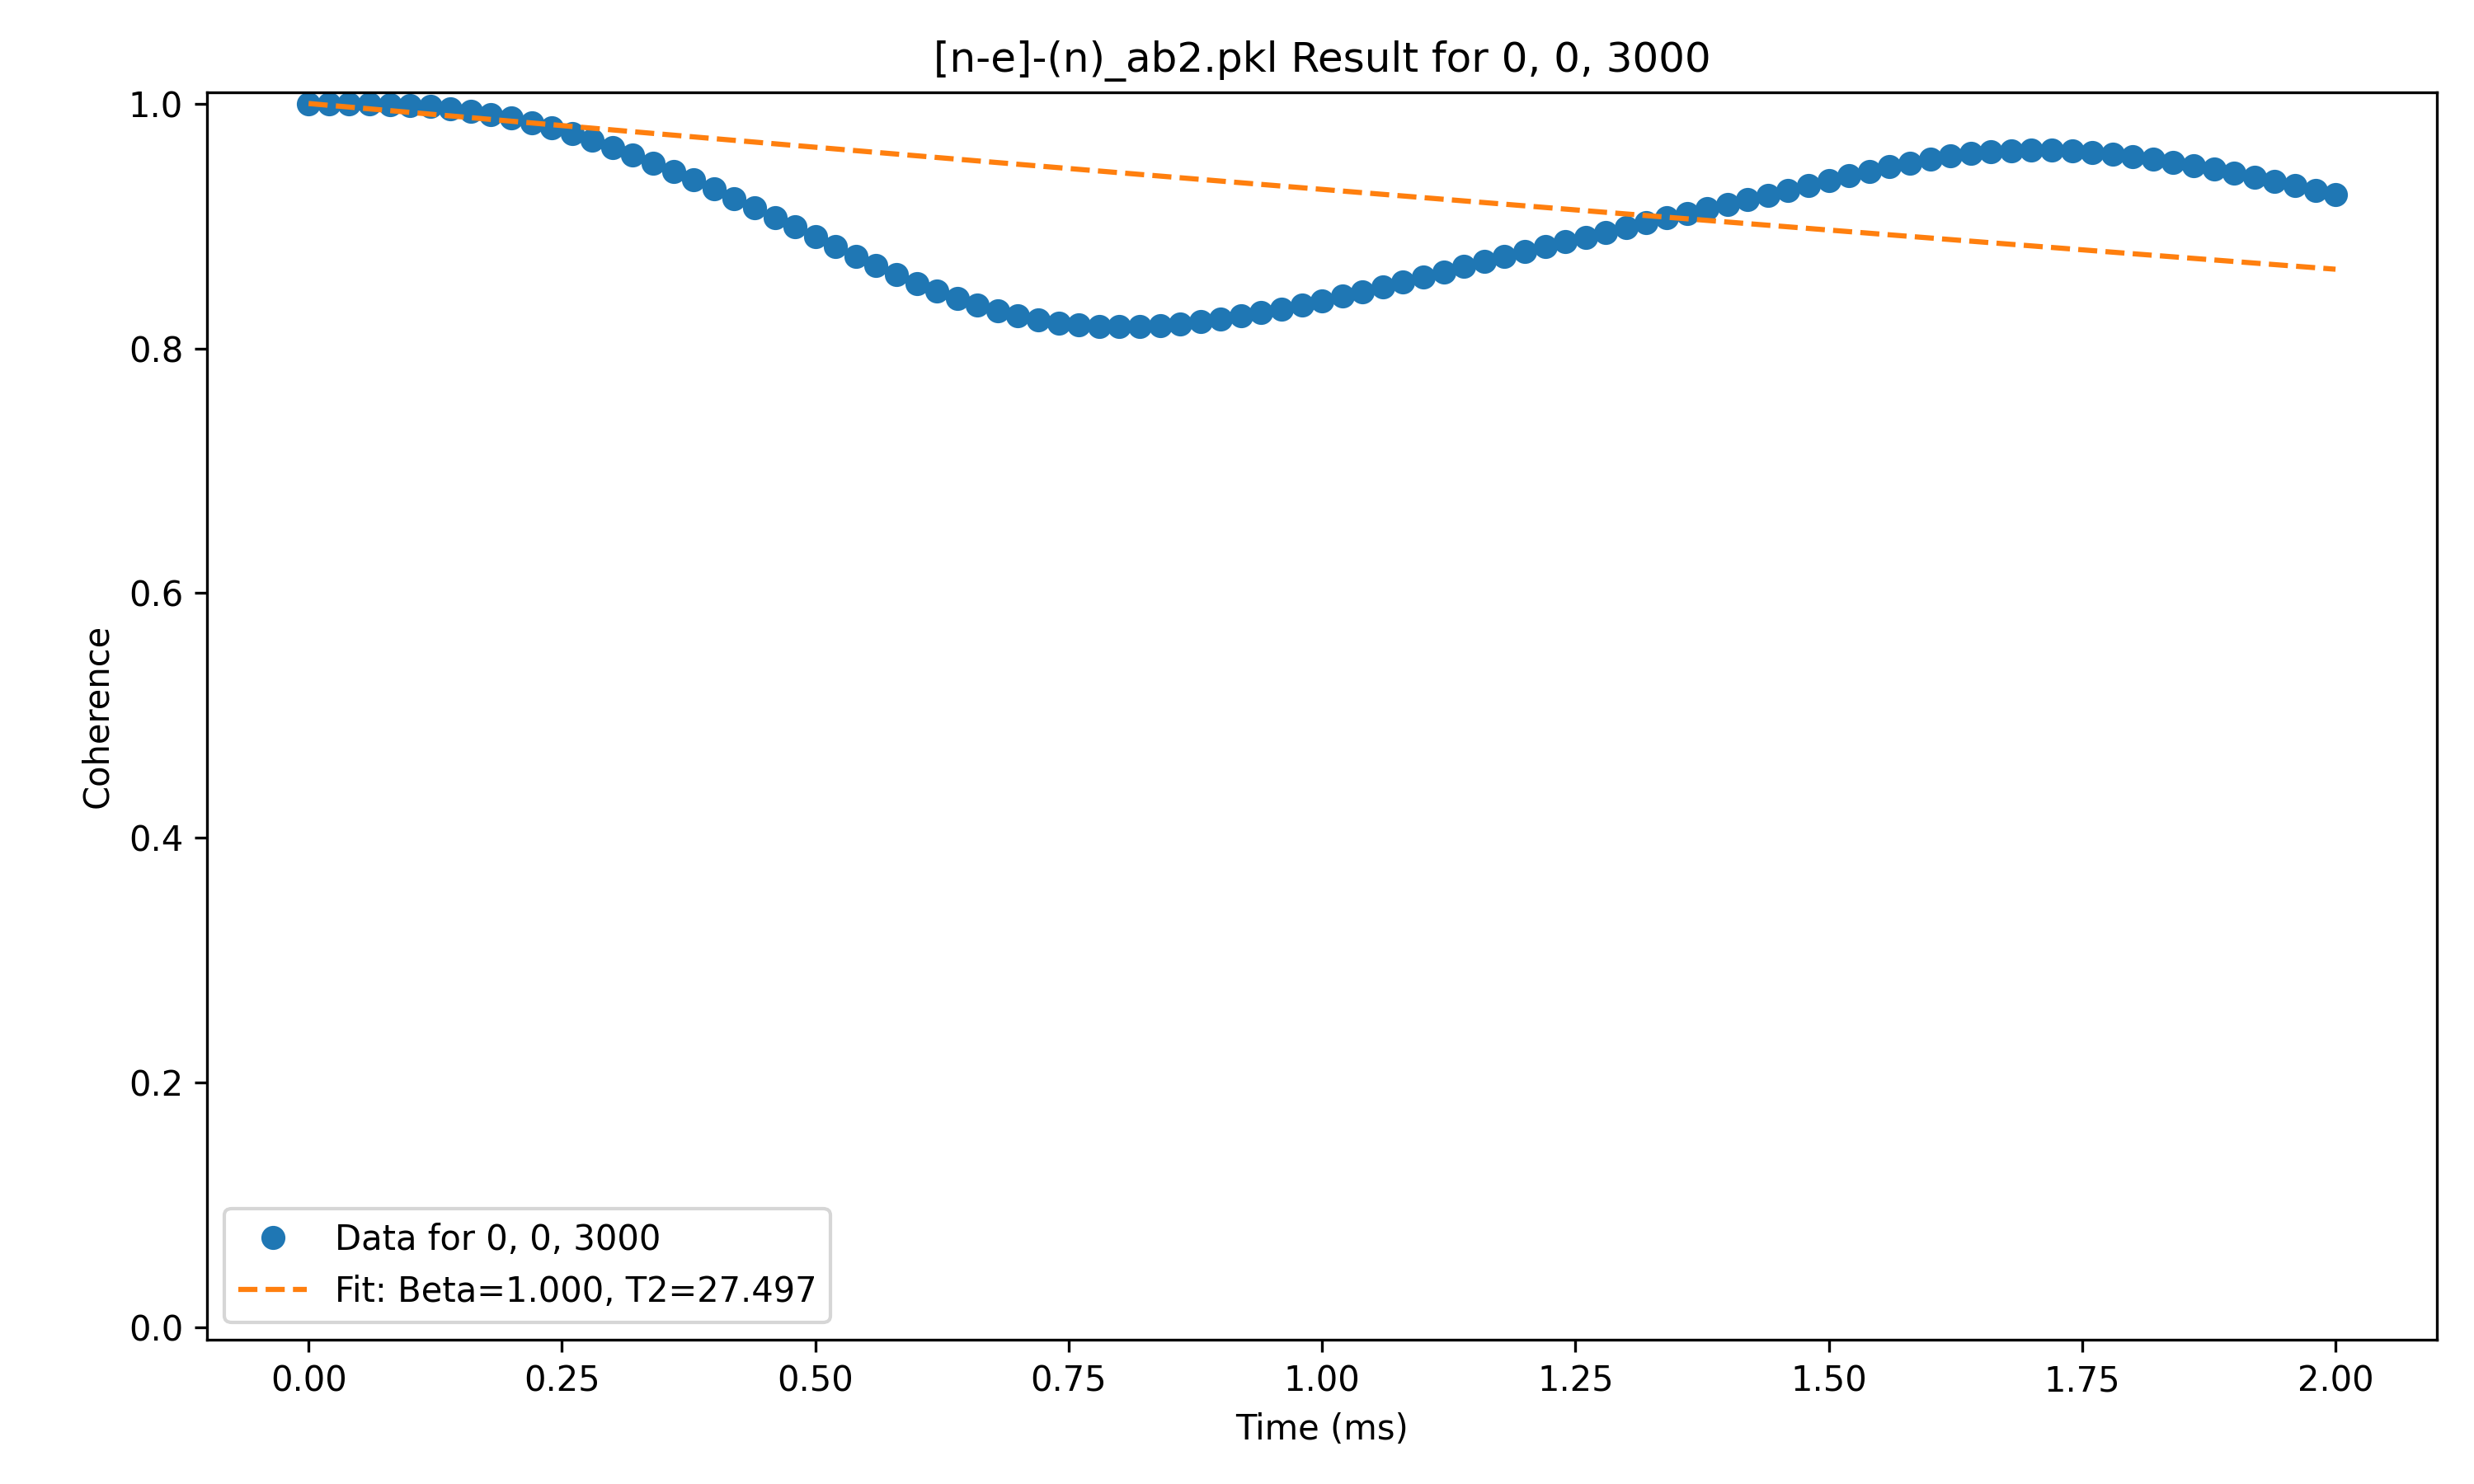 [n-e]-(n)_ab2.pkl Result for 0, 0, 3000
1.0
0.8
0.6
0.4
0.2
0.0
Coherence
Data for 0, 0, 3000
Fit: Beta=1.000, T2=27.497
0.00 0.25 0.50 0.75 1.00 1.25 1.50 1.75 2.00
Time (ms)